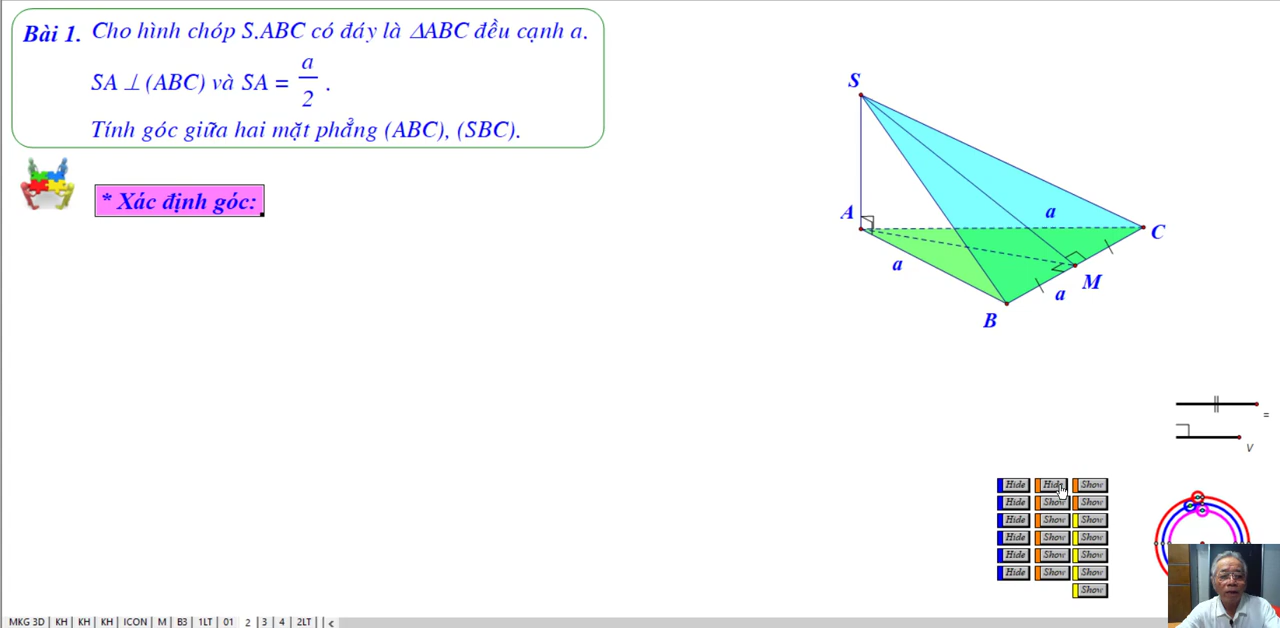 Bài 1. Cho hình chóp S.ABC có đáy là ΔABC đều cạnh a.
SA ⊥ (ABC) và SA = a/2 .
Tính góc giữa hai mặt phẳng (ABC), (SBC).
* Xác định góc:
S
A
a
C
a
M
a
B
=
V
Hide Hide Show
Hide Show Show
Hide Show Show
Hide Show Show
Hide Show Show
Hide Show Show
Show
MKG 3D | KH | KH | KH | ICON | M | B3 | 1LT | 01 | 2 | 3 | 4 | 2LT | <